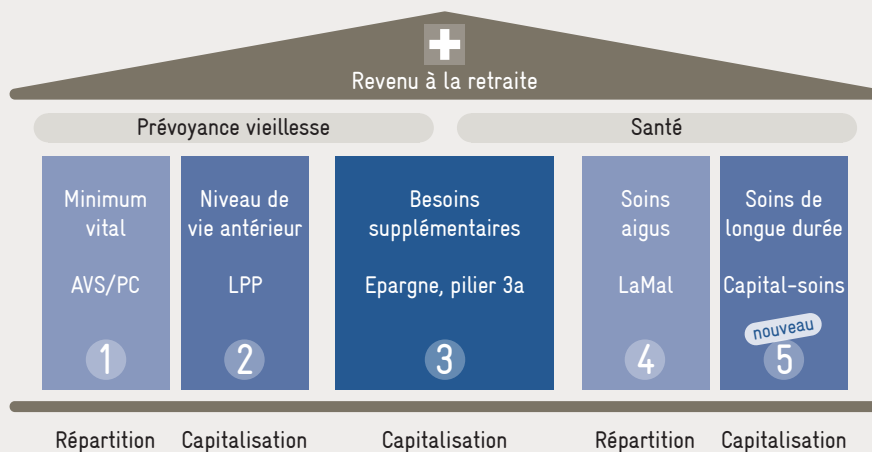 Revenu à la retraite
Prévoyance vieillesse
Santé
Minimum
vital
AVS/PC
1
Niveau de
vie antérieur
LPP
2
Besoins
supplémentaires
Epargne, pilier 3a
3
Soins
aigus
LaMal
4
Soins de
longue durée
Capital-soins
nouveau
5
Répartition
Capitalisation
Capitalisation
Répartition
Capitalisation